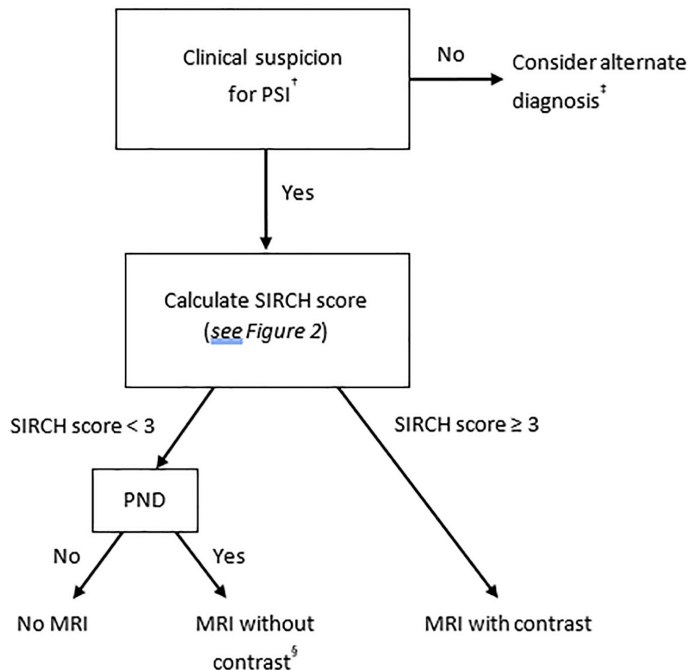 Clinical suspicion
for PSI†
No
Consider alternate
diagnosis‡
Yes
Calculate SIRCH score
(see Figure 2)
SIRCH score < 3
SIRCH score ≥ 3
PND
No
Yes
No MRI
MRI without
contrast§
MRI with contrast